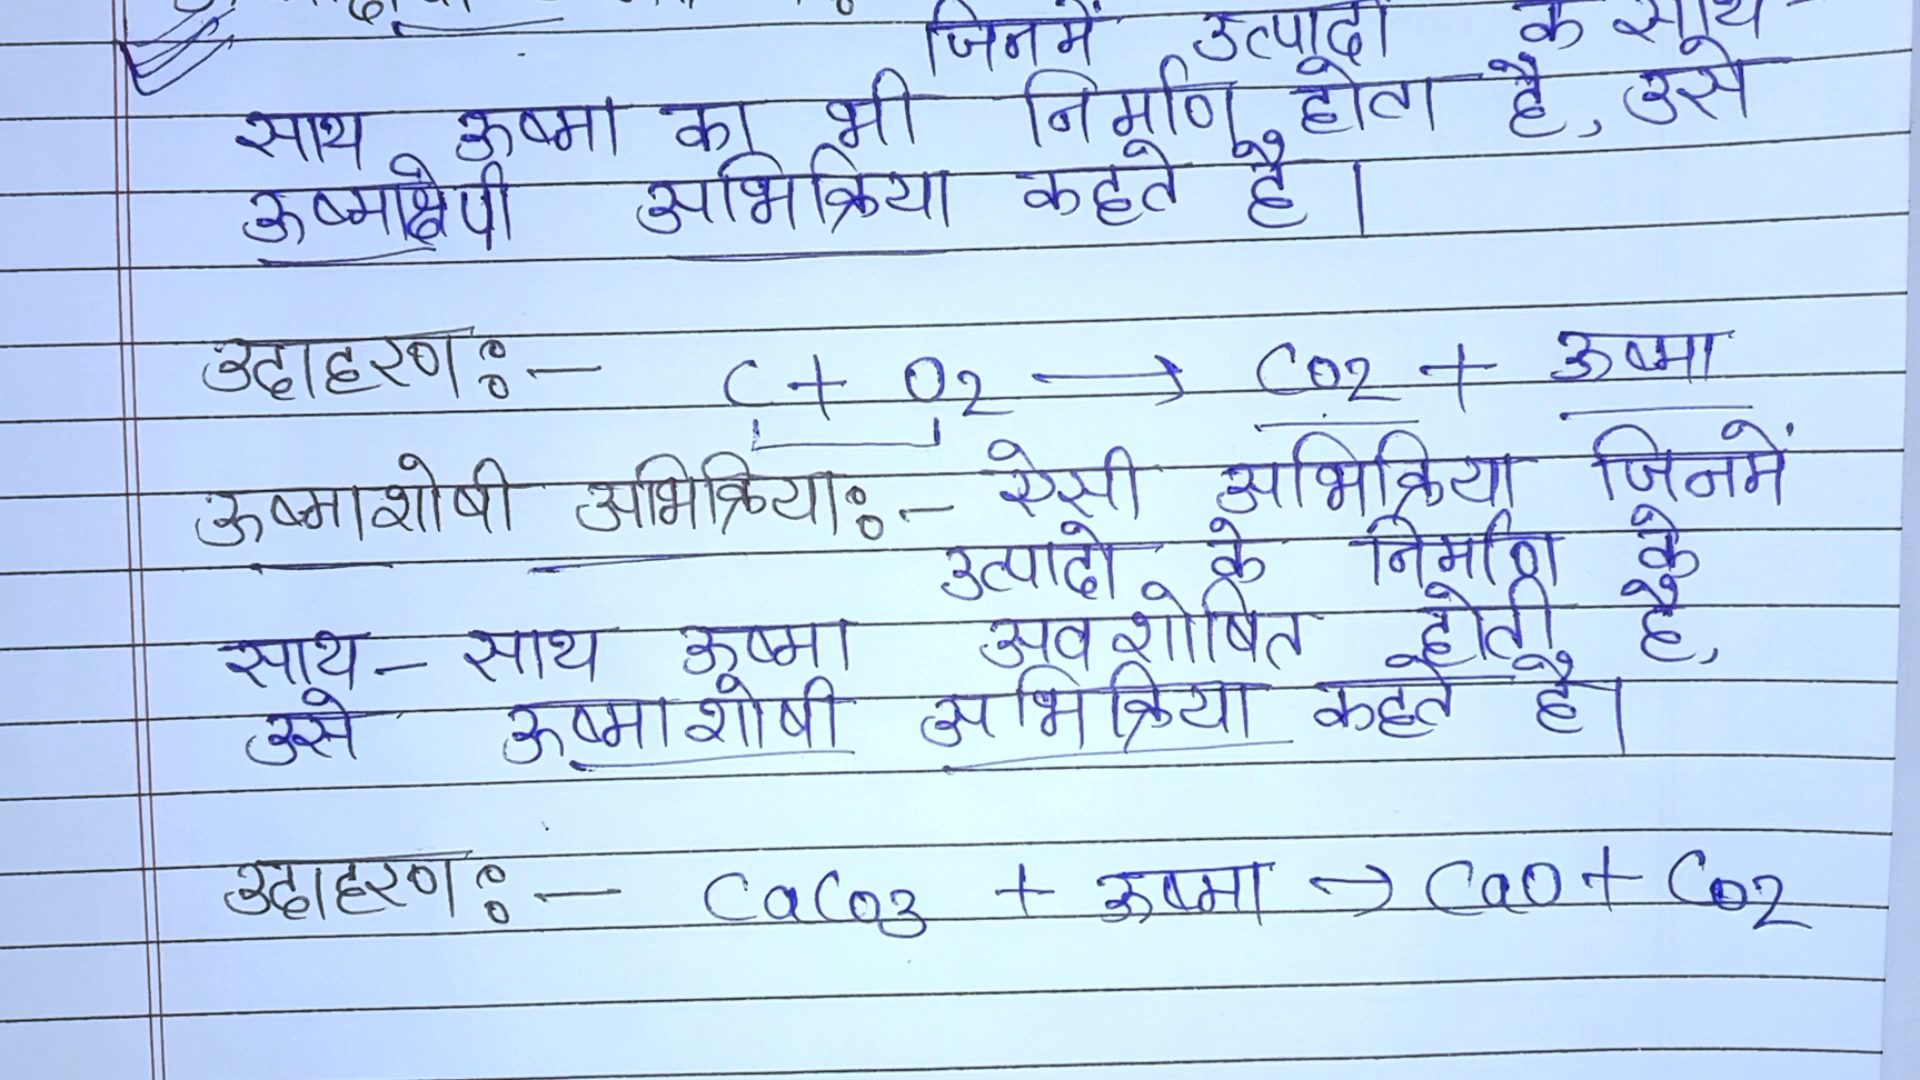 जिनमें उत्पादों के साथ-
साथ ऊष्मा का भी निर्माण होता है, उसे
ऊष्माक्षेपी अभिक्रिया कहते है।
उदाहरण:- C + O2 → CO2 + ऊष्मा
ऊष्माशोषी अभिक्रिया:- ऐसी अभिक्रिया जिनमें
उत्पादो के निर्माण के
साथ-साथ ऊष्मा अवशोषित होती है,
उसे ऊष्माशोषी अभिक्रिया कहते है।
उदाहरण:- CaCO3 + ऊष्मा → CaO + CO2